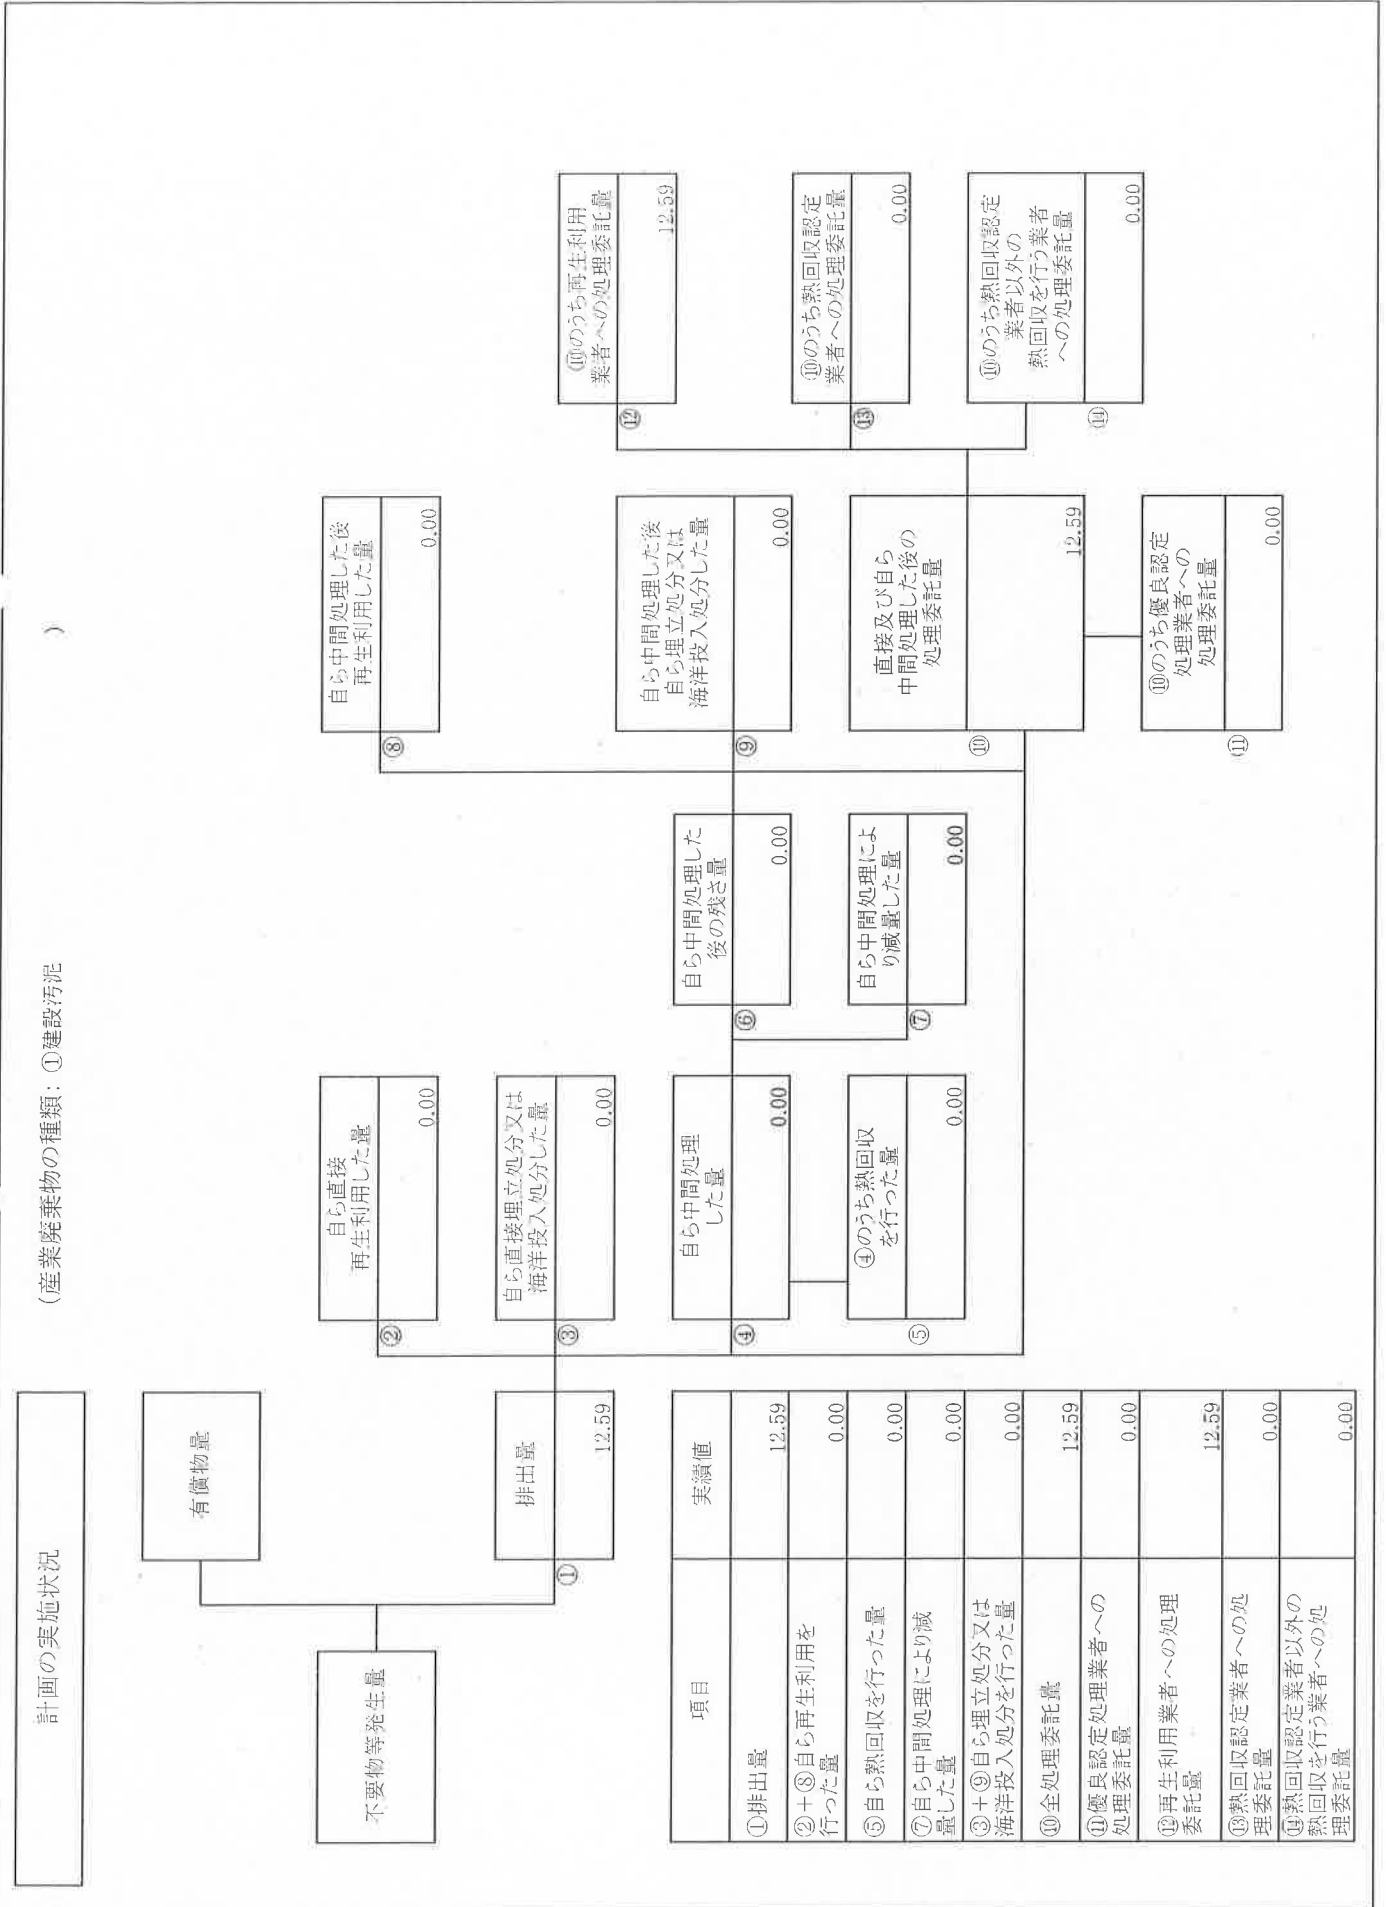 計画の実施状況
(産業廃棄物の種類：①建設汚泥
)
不要物等発生量
有償物量
①
排出量
12.59
②
自ら直接
再生利用した量
0.00
③
自ら直接埋立処分又は
海洋投入処分した量
0.00
④
自ら中間処理
した量
0.00
⑤
④のうち熱回収
を行った量
0.00
⑥
自ら中間処理した
後の残さ量
0.00
⑦
自ら中間処理によ
り減量した量
0.00
⑧
自ら中間処理した後
再生利用した量
0.00
⑨
自ら中間処理した後
自ら埋立処分又は
海洋投入処分した量
0.00
⑩
直接及び自ら
中間処理した後の
処理委託量
12.59
⑪
⑩のうち優良認定
処理業者への
処理委託量
0.00
⑫
⑩のうち再生利用
業者への処理委託量
12.59
⑬
⑩のうち熱回収認定
業者への処理委託量
0.00
⑭
⑩のうち熱回収認定
業者以外の
熱回収を行う業者
への処理委託量
0.00
項目
実績値
①排出量
12.59
②+⑧自ら再生利用を
行った量
0.00
⑤自ら熱回収を行った量
0.00
⑦自ら中間処理により減
量した量
0.00
③+⑨自ら埋立処分又は
海洋投入処分を行った量
0.00
⑩全処理委託量
12.59
⑪優良認定処理業者への
処理委託量
0.00
⑫再生利用業者への処理
委託量
12.59
⑬熱回収認定業者への処
理委託量
0.00
⑭熱回収認定業者以外の
熱回収を行う業者への処
理委託量
0.00